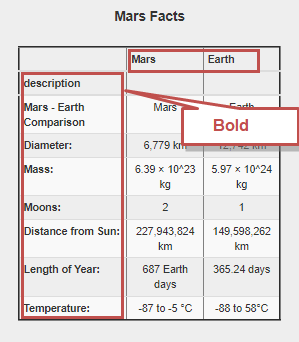 Mars Facts
Mars Earth
description
Mars - Earth Mars Earth
Comparison
Bold
Diameter: 6,779 km 12,742 km
Mass: 6.39 × 10^23 5.97 × 10^24
kg kg
Moons: 2 1
Distance from Sun: 227,943,824 149,598,262
km km
Length of Year: 687 Earth 365.24 days
days
Temperature: -87 to -5 °C -88 to 58°C